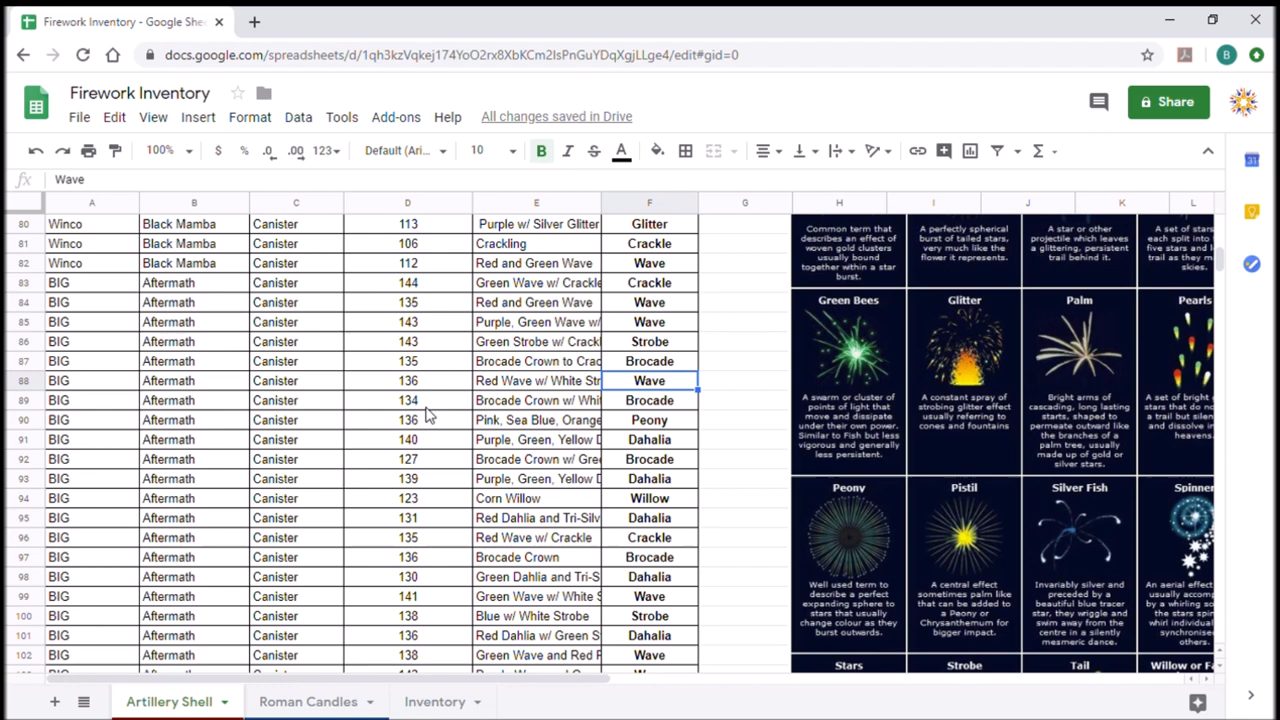 Firework Inventory - Google She
docs.google.com/spreadsheets/d/1qh3kzVqkej174YoO2rx8XbKCm2IsPnGuYDqXgjLLge4/edit#gid=0
B
Firework Inventory
Share
File Edit View Insert Format Data Tools Add-ons Help All changes saved in Drive
100% $ % .0 .00 123 Default (Ari... 10 B I S A
fx Wave
A B C D E F G H I J K L
80 Winco Black Mamba Canister 113 Purple w/ Silver Glitter Glitter
81 Winco Black Mamba Canister 106 Crackling Crackle
82 Winco Black Mamba Canister 112 Red and Green Wave Wave
83 BIG Aftermath Canister 144 Green Wave w/ Crackle Crackle
84 BIG Aftermath Canister 135 Red and Green Wave Wave
85 BIG Aftermath Canister 143 Purple, Green Wave w/ Wave
86 BIG Aftermath Canister 143 Green Strobe w/ Crackl Strobe
87 BIG Aftermath Canister 135 Brocade Crown to Crac Brocade
88 BIG Aftermath Canister 136 Red Wave w/ White Str Wave
89 BIG Aftermath Canister 134 Brocade Crown w/ Whit Brocade
90 BIG Aftermath Canister 136 Pink, Sea Blue, Orange Peony
91 BIG Aftermath Canister 140 Purple, Green, Yellow D Dahalia
92 BIG Aftermath Canister 127 Brocade Crown w/ Gre Brocade
93 BIG Aftermath Canister 139 Purple, Green, Yellow D Dahalia
94 BIG Aftermath Canister 123 Corn Willow Willow
95 BIG Aftermath Canister 131 Red Dahlia and Tri-Silv Dahalia
96 BIG Aftermath Canister 135 Red Wave w/ Crackle Crackle
97 BIG Aftermath Canister 136 Brocade Crown Brocade
98 BIG Aftermath Canister 130 Green Dahlia and Tri-S Dahalia
99 BIG Aftermath Canister 141 Green Wave w/ White S Wave
100 BIG Aftermath Canister 138 Blue w/ White Strobe Strobe
101 BIG Aftermath Canister 136 Red Dahlia w/ Green S Dahalia
102 BIG Aftermath Canister 138 Green Wave and Red F Wave
Common term that
describes an effect of
woven gold clusters
usually bound
together within a star
burst.
A perfectly spherical
burst of tailed stars,
very much like the
flower it represents.
A star or other
projectile which leaves
a glittering, persistent
trail behind it.
A set of stars
each split into
five stars and l
trail as they m
skies.
Green Bees
A swarm or cluster of
points of light that
move and dissipate
under their own power.
Similar to Fish but less
vigorous and generally
less persistent.
Glitter
A constant spray of
strobing glitter effect
usually referring to
cones and fountains
Palm
Bright arms of
cascading, long lasting
starts, shaped to
permeate outward like
the branches of a
palm tree, usually
made up of gold or
silver stars.
Pearls
A set of bright
stars that do no
a trail but silen
and dissolve in
heavens.
Peony
Well used term to
describe a perfect
expanding sphere to
stars that usually
change colour as they
burst outwards.
Pistil
A central effect
sometimes palm like
that can be added to
a Peony or
Chrysanthemum for
bigger impact.
Silver Fish
Invariably silver and
preceded by a
beautiful blue tracer
star, they wiggle and
swim away from the
centre in a silently
mesmeric dance.
Spinner
An aerial effect
usually accomp
by a whirling so
the stars spin
whirl individual
synchronise
others.
Stars Strobe Tail Willow or Fa
Artillery Shell Roman Candles Inventory
31